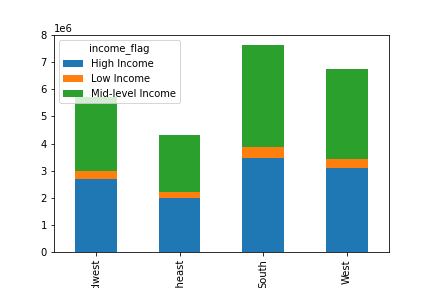 1e6
8
7
6
5
4
3
2
1
0
income_flag
High Income
Low Income
Mid-level Income
dwest
heast
South
West